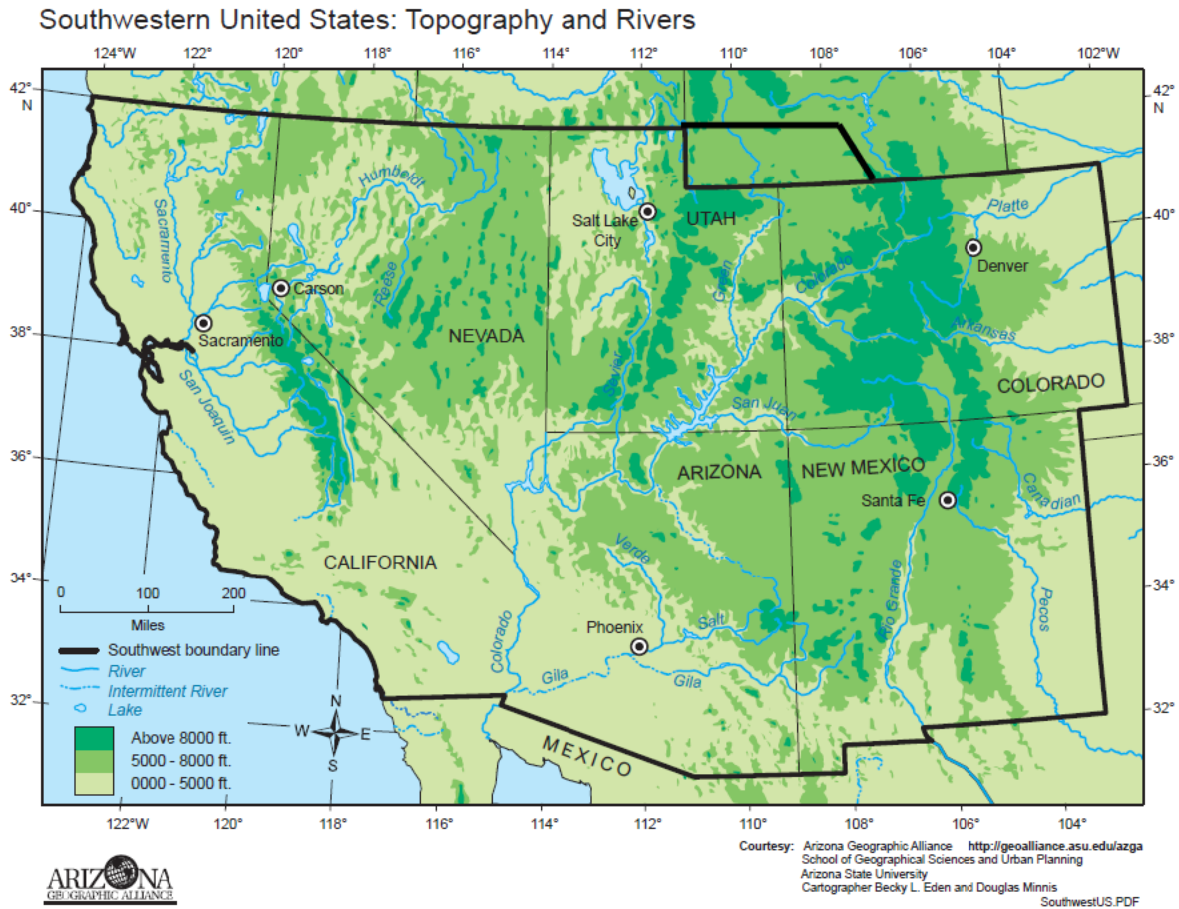 Southwestern United States: Topography and Rivers
124°W 122° 120° 118° 116° 114° 112° 110° 108° 106° 104° 102°W
42°
N
42°
N
Humboldt
40°
Sacramento
Salt Lake
City
UTAH
Platte
40°
Reese
Green
Colorado
Denver
Carson
38°
Sacramento
NEVADA
Arkansas
38°
San Joaquin
Sevier
San Juan
COLORADO
36°
ARIZONA
NEW MEXICO
36°
Santa Fe
Canadian
CALIFORNIA
Verde
34°
34°
0 100 200
Miles
Phoenix
Salt
Rio Grande
Pecos
Colorado
Gila
Gila
Southwest boundary line
River
Intermittent River
Lake
32°
32°
N
W E
S
MEXICO
Above 8000 ft.
5000 - 8000 ft.
0000 - 5000 ft.
122°W 120° 118° 116° 114° 112° 110° 108° 106° 104°
Courtesy: Arizona Geographic Alliance http://geoalliance.asu.edu/azga
School of Geographical Sciences and Urban Planning
Arizona State University
Cartographer Becky L. Eden and Douglas Minnis
SouthwestUS.PDF
ARIZONA
GEOGRAPHIC ALLIANCE